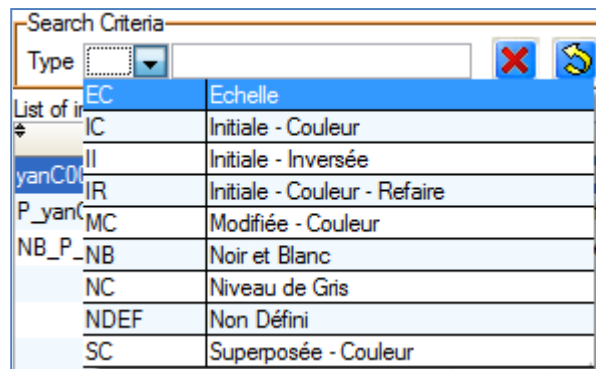 Search Criteria
Type
List of i
EC Echelle
IC Initiale - Couleur
II Initiale - Inversée
yanC00
IR Initiale - Couleur - Refaire
P_yan
MC Modifiée - Couleur
NB_P_
NB Noir et Blanc
NC Niveau de Gris
NDEF Non Défini
SC Superposée - Couleur